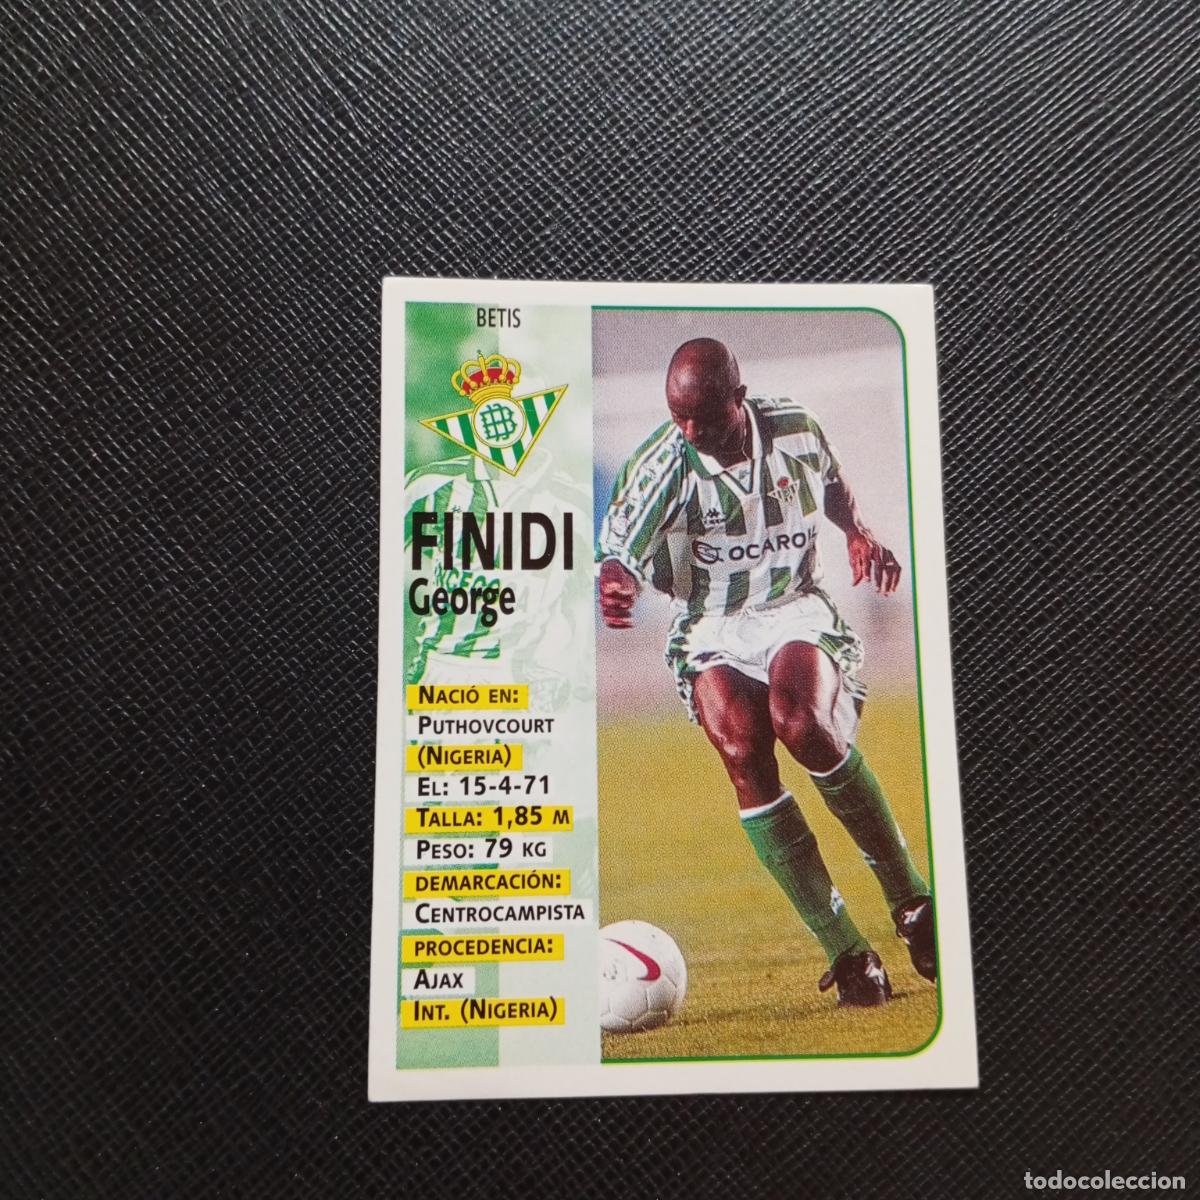 BETIS
FINIDI
George
NACIÓ EN:
PUTHOVCOURT
(NIGERIA)
EL: 15-4-71
TALLA: 1,85 M
PESO: 79 KG
DEMARCACIÓN:
CENTROCAMPISTA
PROCEDENCIA:
AJAX
INT. (NIGERIA)
OCAROIL
todocoleccion